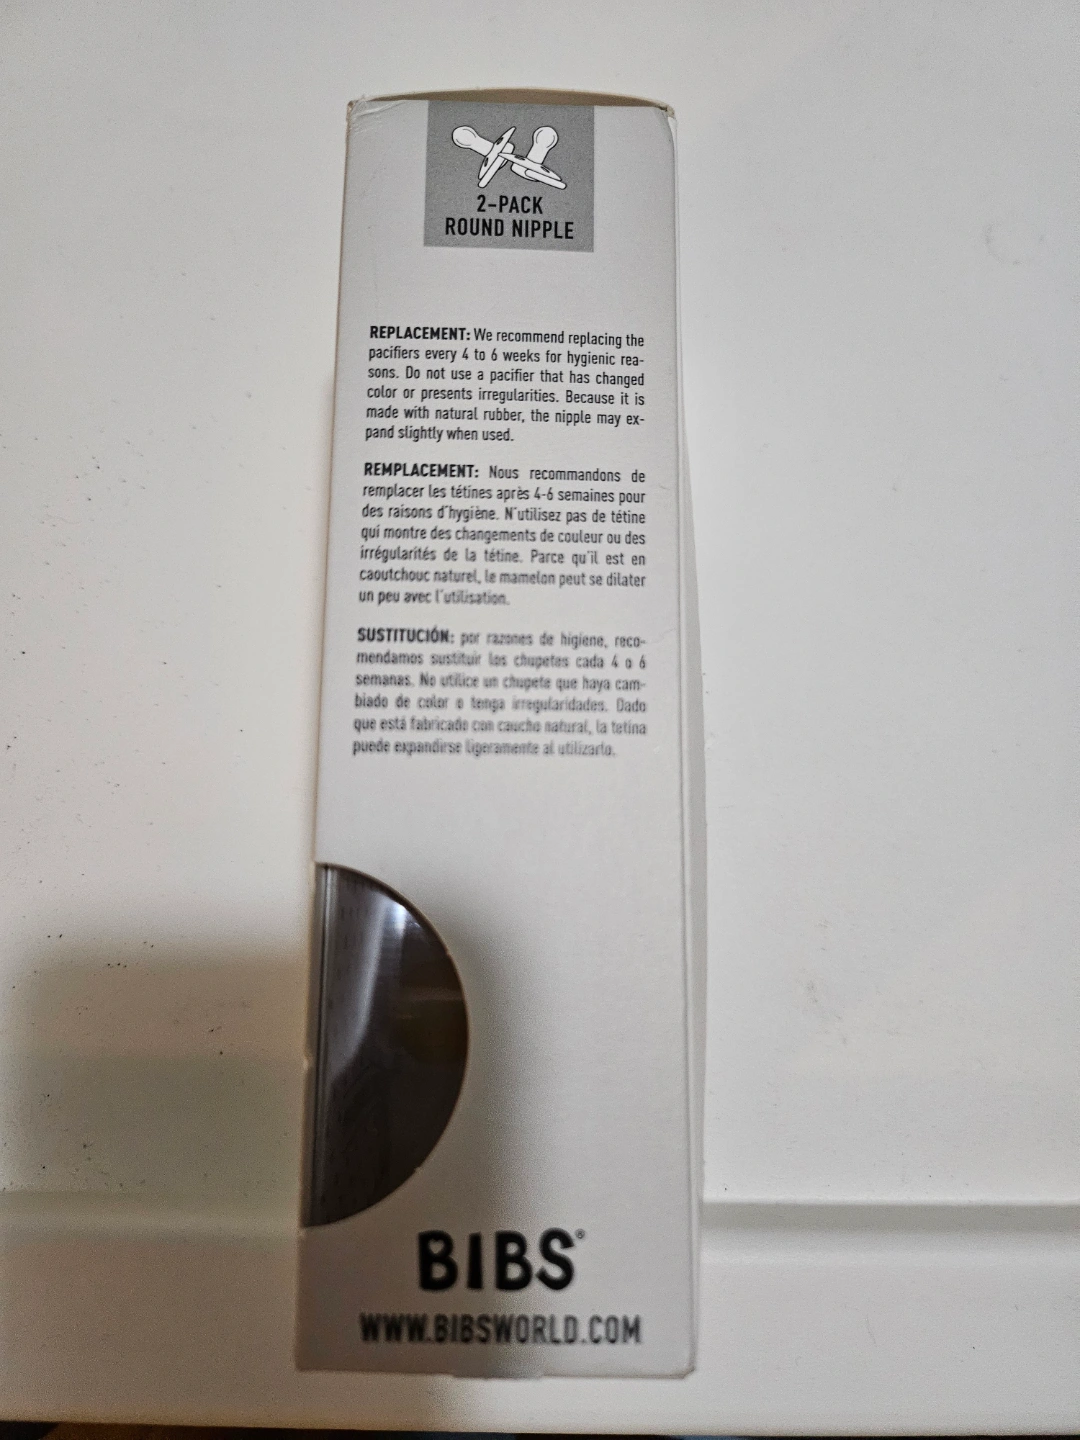 2-PACK
ROUND NIPPLE
REPLACEMENT: We recommend replacing the
pacifiers every 4 to 6 weeks for hygienic rea-
sons. Do not use a pacifier that has changed
color or presents irregularities. Because it is
made with natural rubber, the nipple may ex-
pand slightly when used.
REMPLACEMENT: Nous recommandons de
remplacer les tétines après 4-6 semaines pour
des raisons d'hygiène. N'utilisez pas de tétine
qui montre des changements de couleur ou des
irrégularités de la tétine. Parce qu'il est en
caoutchouc naturel, le mamelon peut se dilater
un peu avec l'utilisation.
SUSTITUCIÓN: por razones de higiene, reco-
mendamos sustituir los chupetes cada 4 o 6
semanas. No utilice un chupete que haya cam-
biado de color o tenga irregularidades. Dado
que está fabricado con caucho natural, la tetina
puede expandirse ligeramente al utilizarlo.
BIBS®
WWW.BIBSWORLD.COM